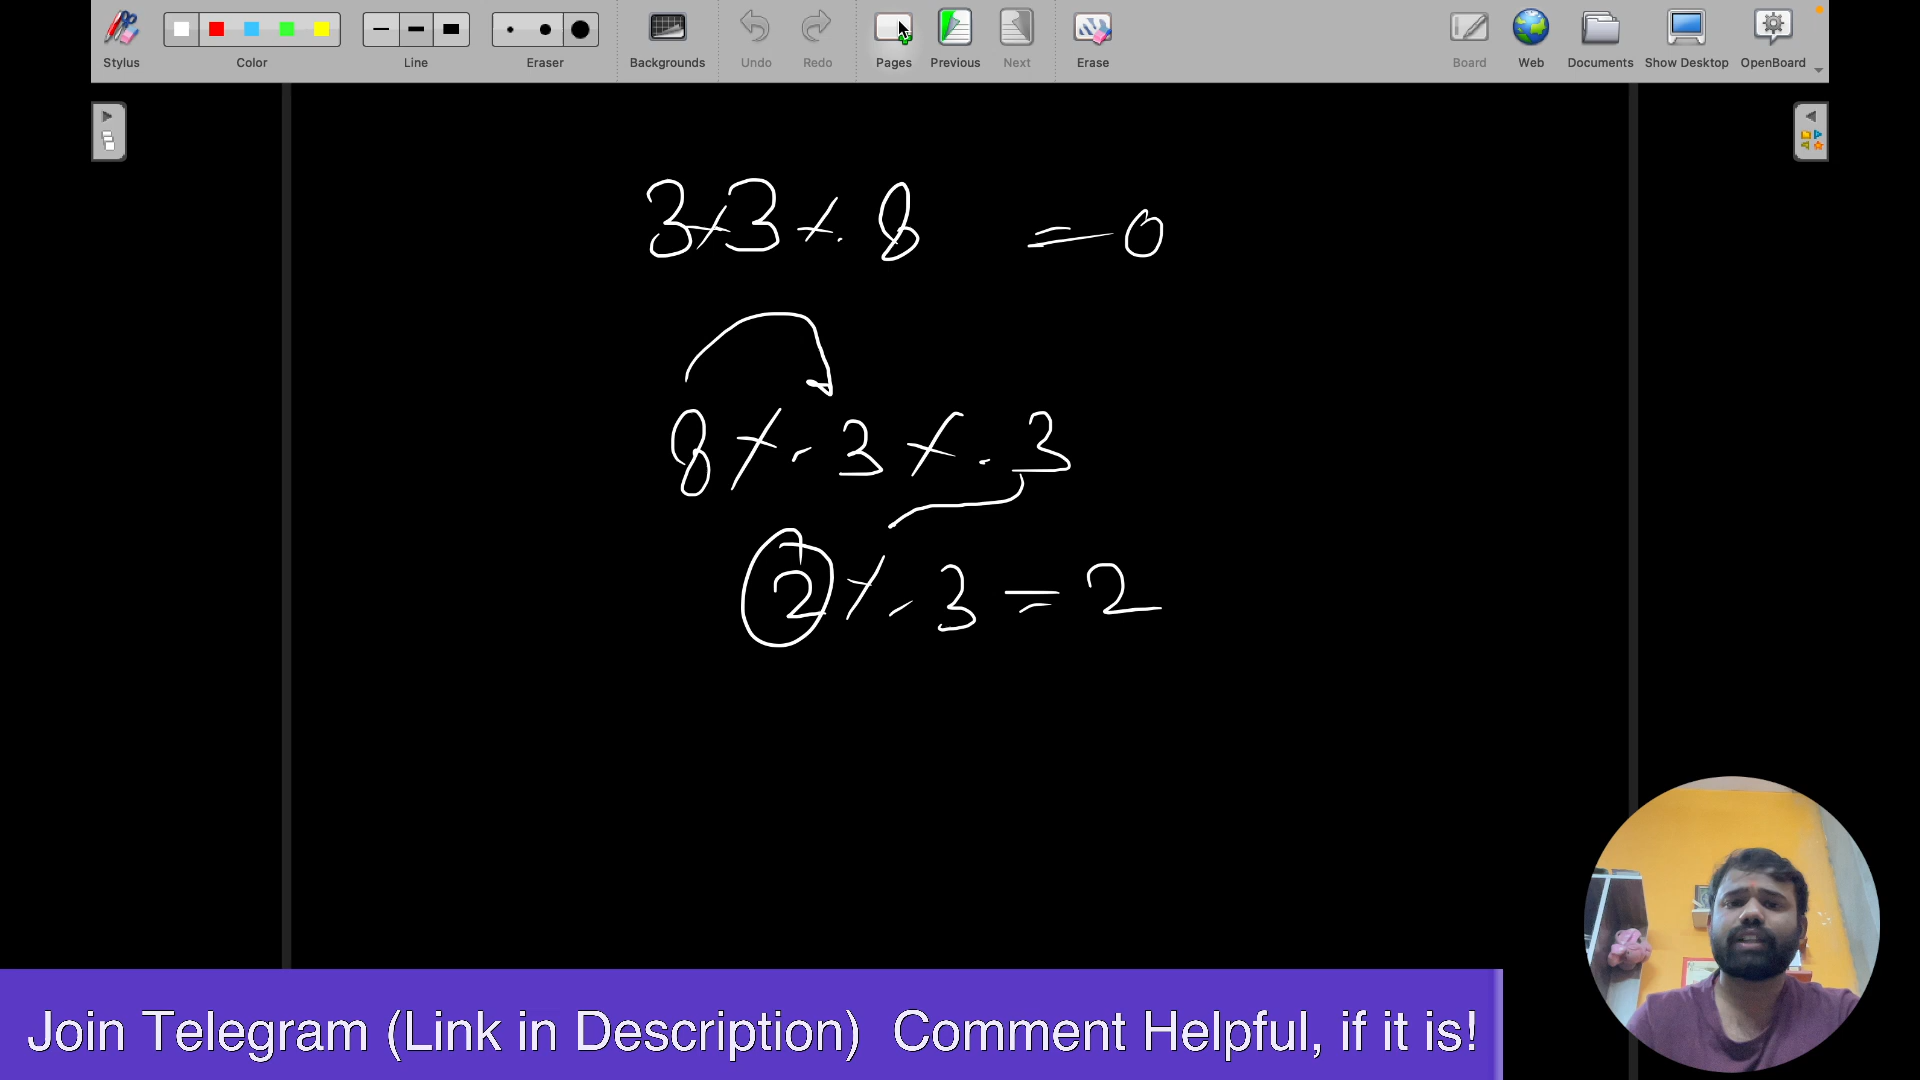 Stylus Color Line Eraser Backgrounds Undo Redo Pages Previous Next Erase Board Web Documents Show Desktop OpenBoard
3%3%8 = 0
8%3%3
2%3 = 2
Join Telegram (Link in Description) Comment Helpful, if it is!